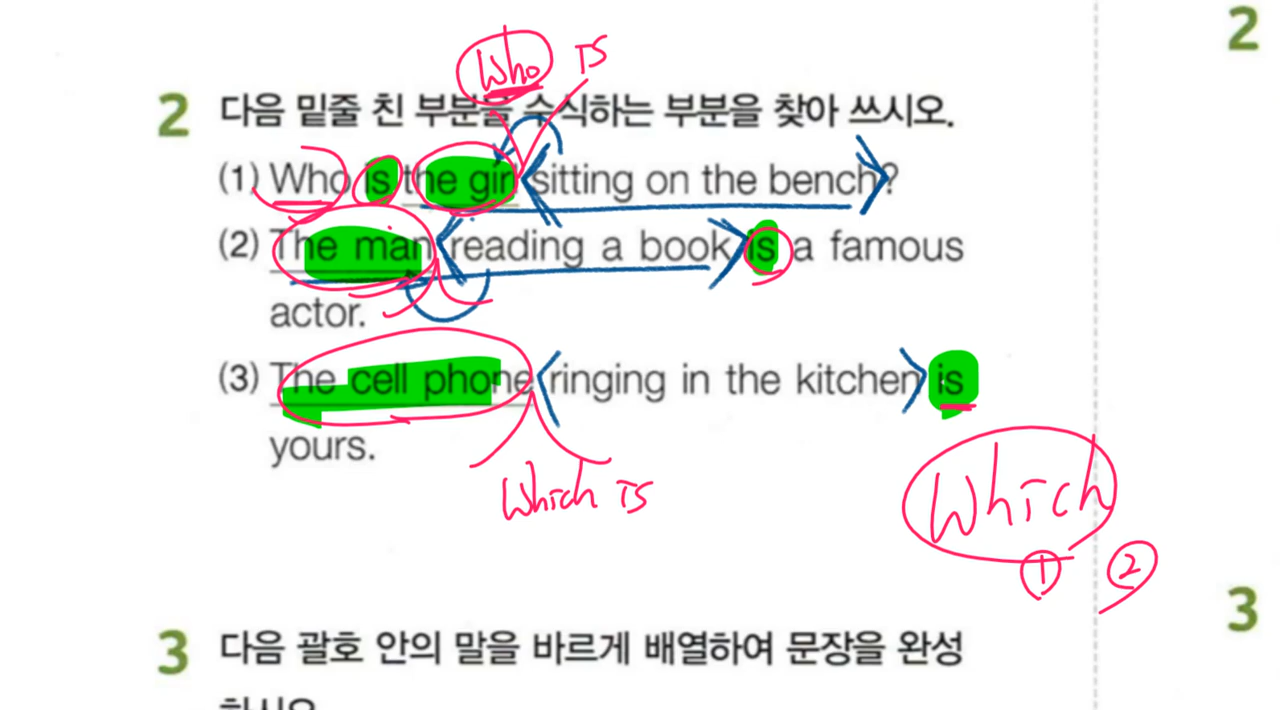 Who is
2
2 다음 밑줄 친 부분을 수식하는 부분을 찾아 쓰시오.
(1) Who is the girl sitting on the bench?
(2) The man reading a book is a famous
actor.
(3) The cell phone ringing in the kitchen is
yours.
Which is
Which
① ②
3
3 다음 괄호 안의 말을 바르게 배열하여 문장을 완성
하시오